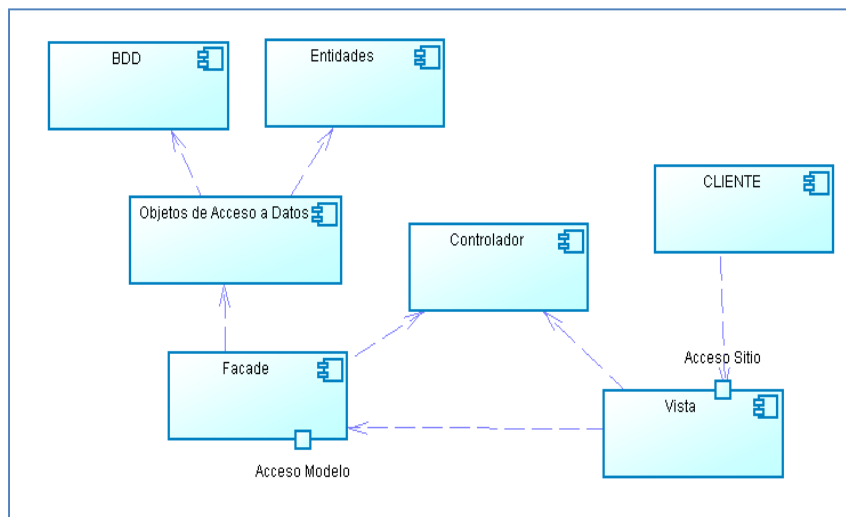 BDD
Entidades
CLIENTE
Objetos de Acceso a Datos
Controlador
Acceso Sitio
Facade
Vista
Acceso Modelo